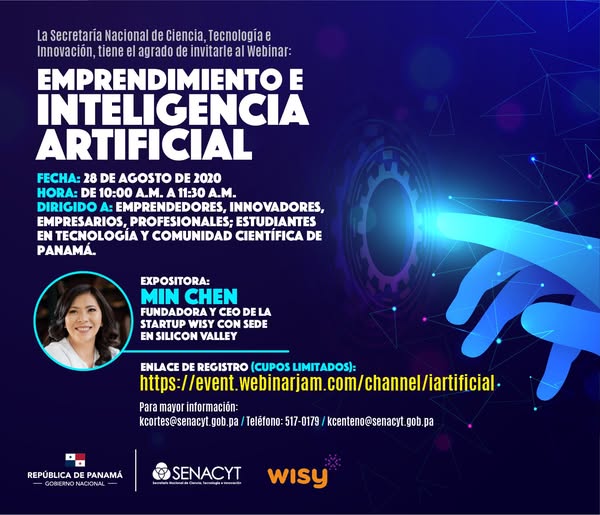 La Secretaría Nacional de Ciencia, Tecnología e
Innovación, tiene el agrado de invitarle al Webinar:
EMPRENDIMIENTO E
INTELIGENCIA
ARTIFICIAL
FECHA: 28 DE AGOSTO DE 2020
HORA: DE 10:00 A.M. A 11:30 A.M.
DIRIGIDO A: EMPRENDEDORES, INNOVADORES,
EMPRESARIOS, PROFESIONALES; ESTUDIANTES
EN TECNOLOGÍA Y COMUNIDAD CIENTÍFICA DE
PANAMÁ.
EXPOSITORA:
MIN CHEN
FUNDADORA Y CEO DE LA
STARTUP WISY CON SEDE
EN SILICON VALLEY
ENLACE DE REGISTRO (CUPOS LIMITADOS):
https://event.webinarjam.com/channel/iartificial
Para mayor información:
kcortes@senacyt.gob.pa / Teléfono: 517-0179 / kcenteno@senacyt.gob.pa
REPÚBLICA DE PANAMÁ
GOBIERNO NACIONAL
SENACYT
Secretaría Nacional de Ciencia, Tecnología e Innovación
wisy